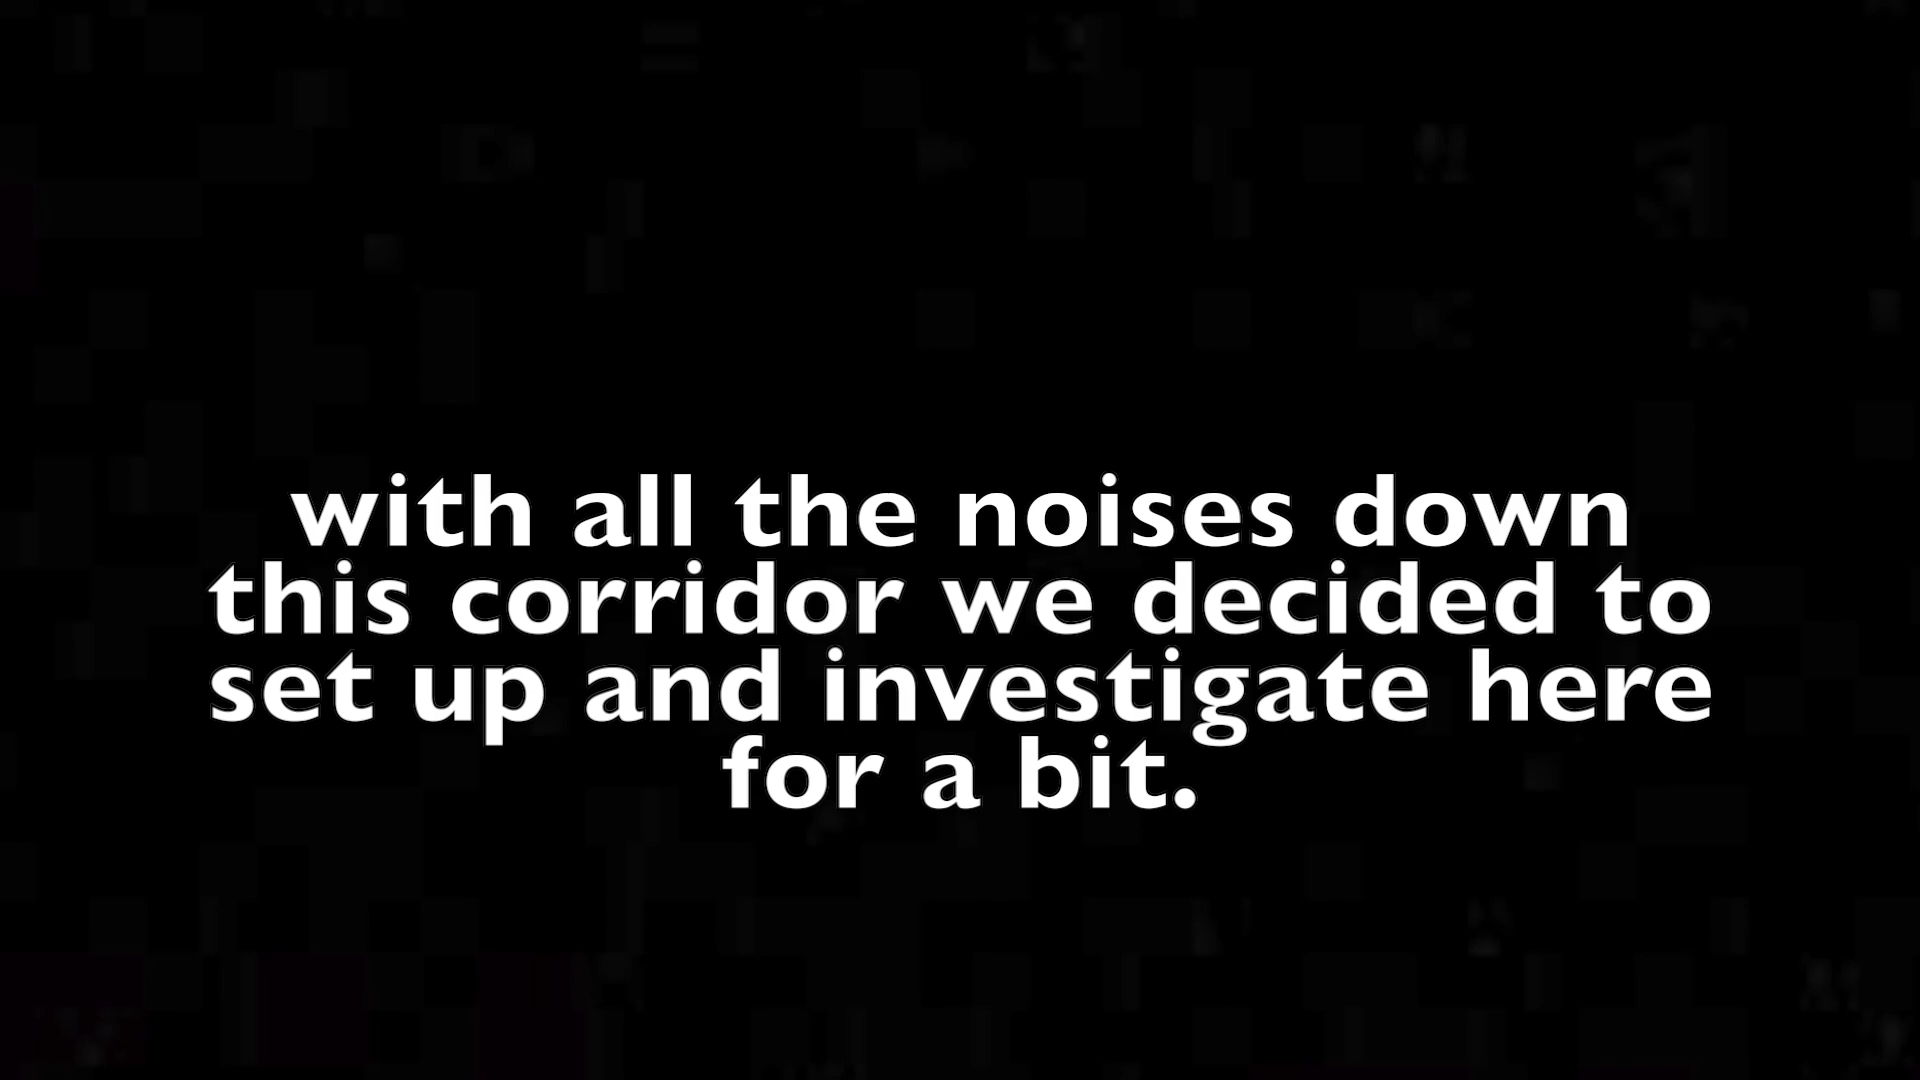 with all the noises down
this corridor we decided to
set up and investigate here
for a bit.